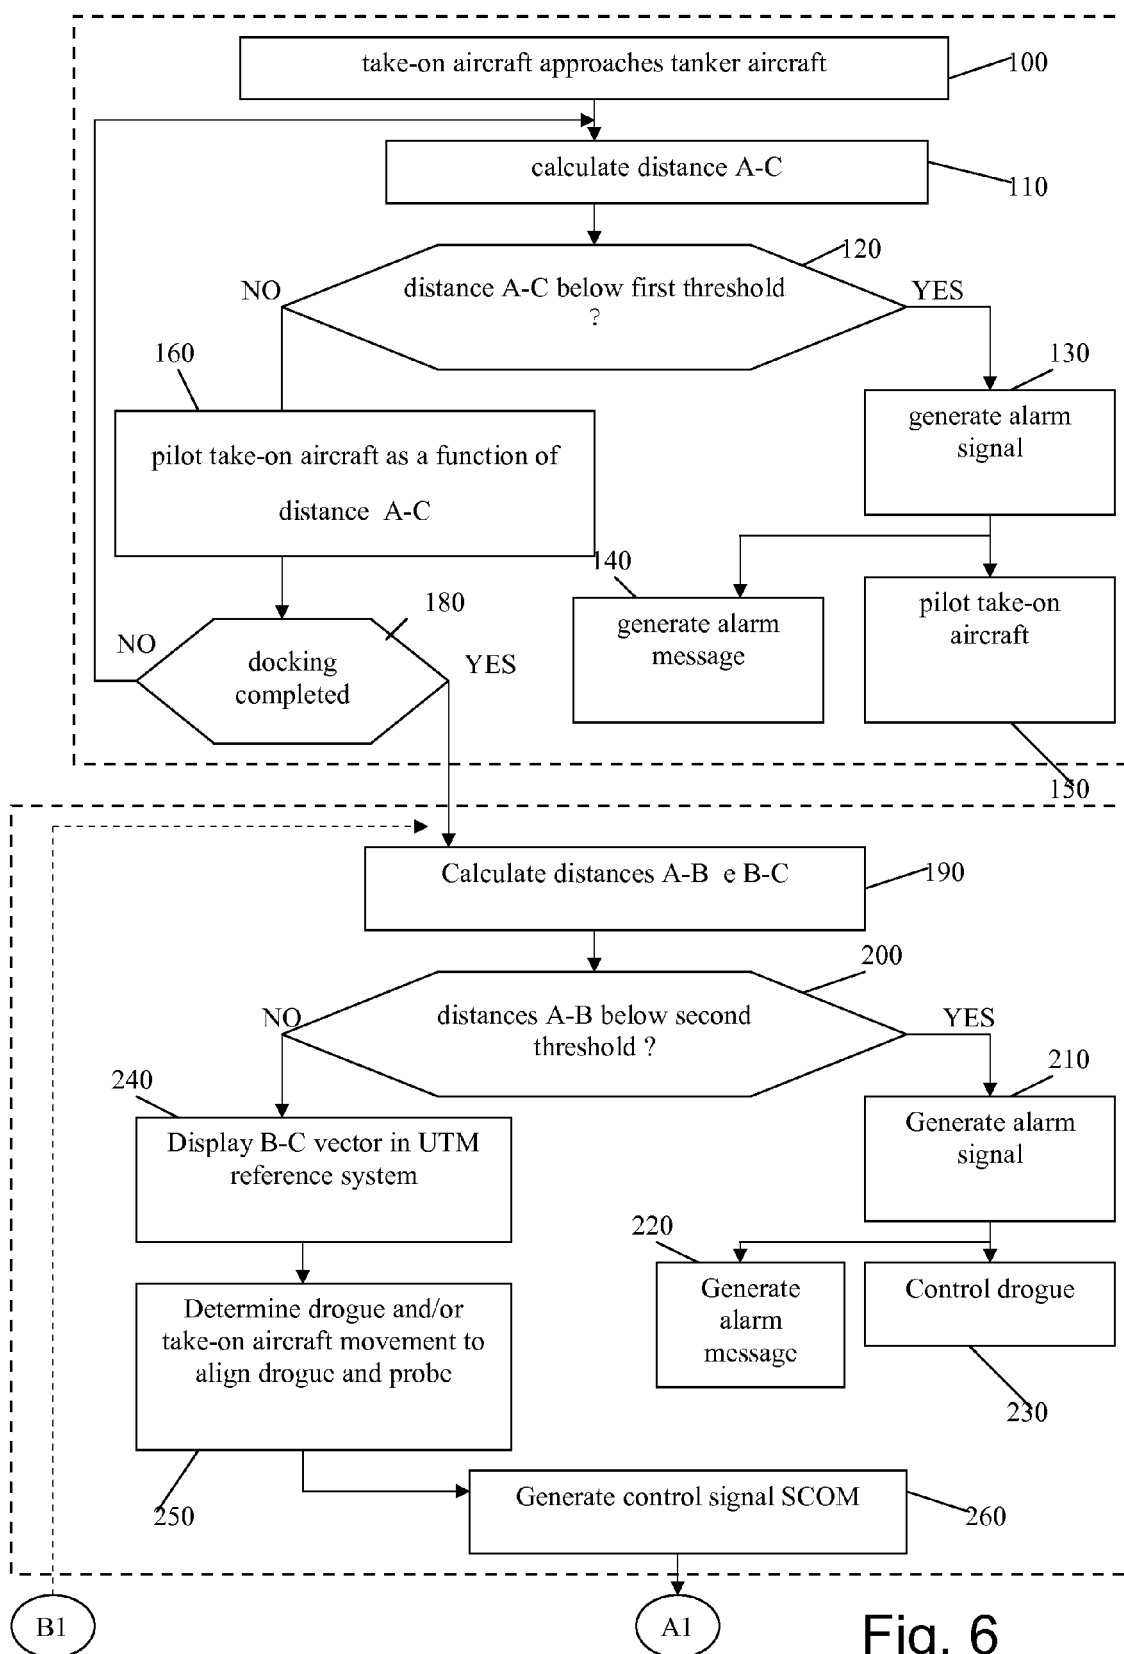 take-on aircraft approaches tanker aircraft
100
calculate distance A-C
110
120
NO
distance A-C below first threshold
?
YES
160
130
pilot take-on aircraft as a function of
distance A-C
generate alarm
signal
140
180
generate alarm
message
pilot take-on
aircraft
NO
docking
completed
YES
150
Calculate distances A-B e B-C
190
200
NO
distances A-B below second
threshold ?
YES
240
210
Display B-C vector in UTM
reference system
Generate alarm
signal
220
Determine drogue and/or
take-on aircraft movement to
align drogue and probe
Generate
alarm
message
Control drogue
230
250
Generate control signal SCOM
260
B1
A1
Fig. 6